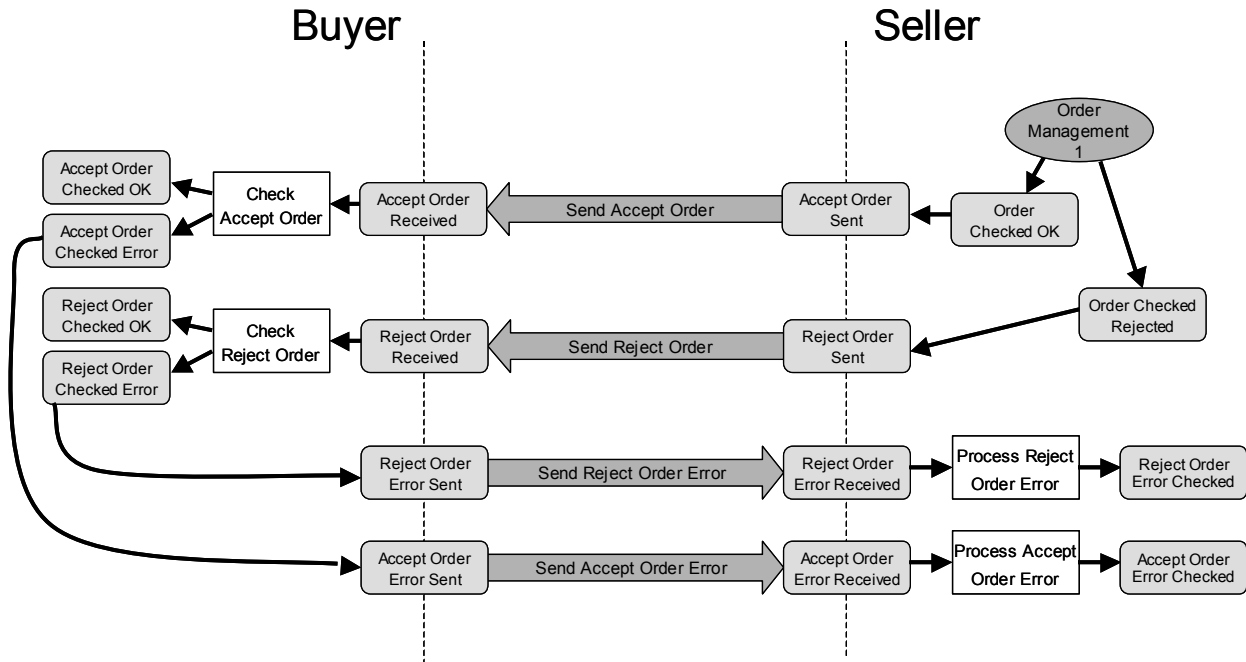 Buyer
Seller
Order
Management
1
Accept Order
Checked OK
Check
Accept Order
Accept Order
Received
Send Accept Order
Accept Order
Sent
Order
Checked OK
Accept Order
Checked Error
Reject Order
Checked OK
Check
Reject Order
Reject Order
Received
Send Reject Order
Reject Order
Sent
Order Checked
Rejected
Reject Order
Checked Error
Reject Order
Error Sent
Send Reject Order Error
Reject Order
Error Received
Process Reject
Order Error
Reject Order
Error Checked
Accept Order
Error Sent
Send Accept Order Error
Accept Order
Error Received
Process Accept
Order Error
Accept Order
Error Checked